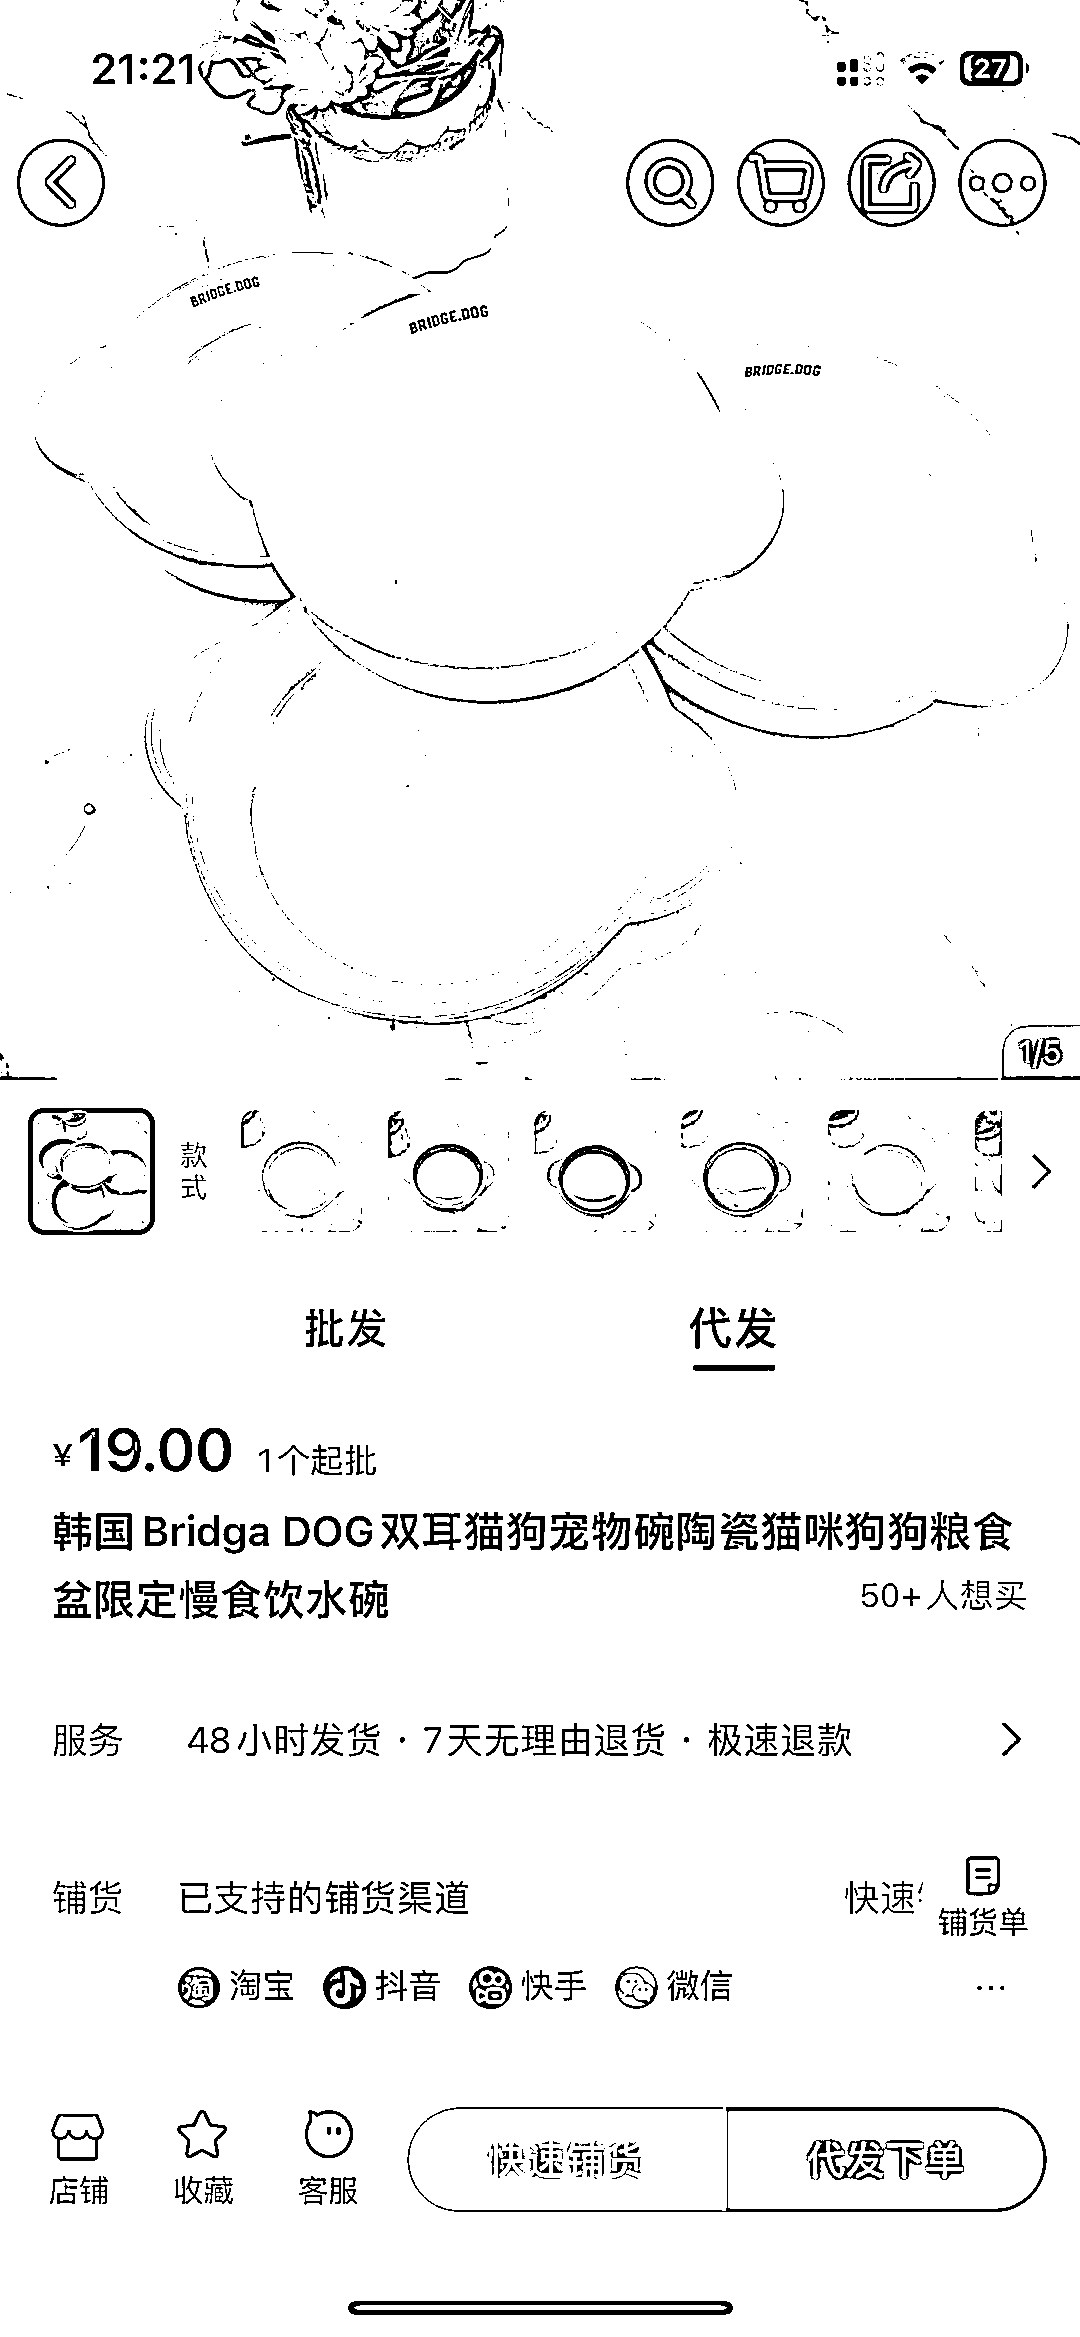 21:21
27
BRIDGE.DOG
BRIDGE.DOG
BRIDGE.DOG
1/5
款式
批发 代发
¥19.00 1个起批
韩国Bridga DOG双耳猫狗宠物碗陶瓷猫咪狗狗粮食
盆限定慢食饮水碗 50+人想买
服务 48小时发货 · 7天无理由退货 · 极速退款
铺货 已支持的铺货渠道 快速
铺货单
淘宝 抖音 快手 微信 ...
店铺 收藏 客服 快速铺货 代发下单